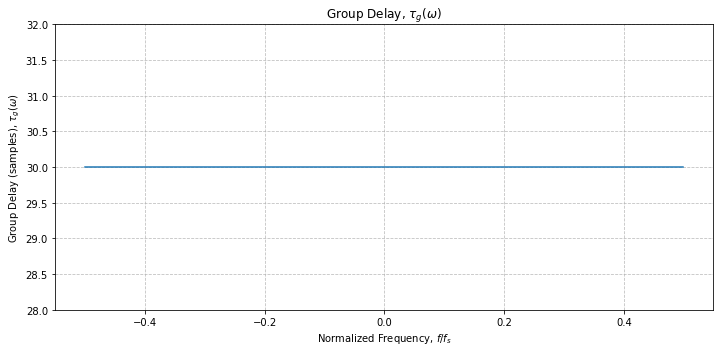 Group Delay, τg(ω)
Group Delay (samples), τg(ω)
32.0
31.5
31.0
30.5
30.0
29.5
29.0
28.5
28.0
−0.4 −0.2 0.0 0.2 0.4
Normalized Frequency, f/fs